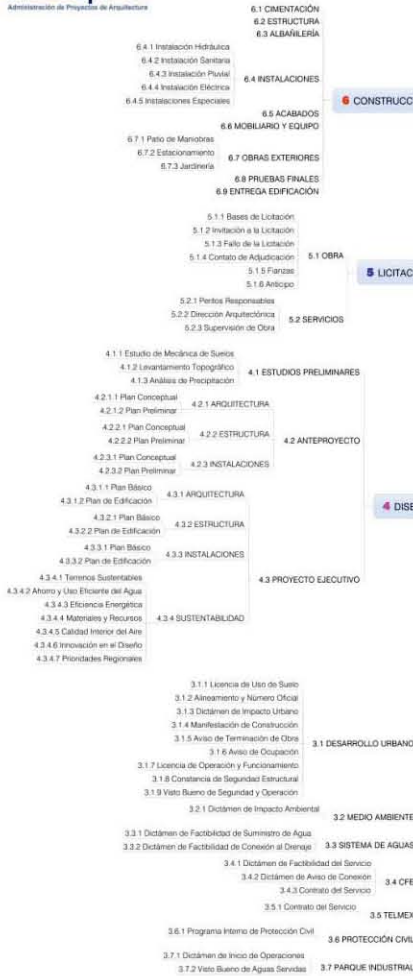 Administración de Proyectos de Arquitectura
6.1 CIMENTACIÓN
6.2 ESTRUCTURA
6.3 ALBAÑILERÍA
6.4.1 Instalación Hidráulica
6.4.2 Instalación Sanitaria
6.4.3 Instalación Pluvial
6.4.4 Instalación Eléctrica
6.4.5 Instalaciones Especiales
6.4 INSTALACIONES
6.5 ACABADOS
6.6 MOBILIARIO Y EQUIPO
6.7.1 Patio de Maniobras
6.7.2 Estacionamiento
6.7.3 Jardinería
6.7 OBRAS EXTERIORES
6.8 PRUEBAS FINALES
6.9 ENTREGA EDIFICACIÓN
6 CONSTRUCC
5.1.1 Bases de Licitación
5.1.2 Invitación a la Licitación
5.1.3 Fallo de la Licitación
5.1.4 Contato de Adjudicación
5.1.5 Fianzas
5.1.6 Anticipo
5.1 OBRA
5.2.1 Peritos Responsables
5.2.2 Dirección Arquitectónica
5.2.3 Supervisión de Obra
5.2 SERVICIOS
5 LICITAC
4.1.1 Estudio de Mecánica de Suelos
4.1.2 Levantamiento Topográfico
4.1.3 Análisis de Precipitación
4.1 ESTUDIOS PRELIMINARES
4.2.1.1 Plan Conceptual
4.2.1.2 Plan Preliminar
4.2.1 ARQUITECTURA
4.2.2.1 Plan Conceptual
4.2.2.2 Plan Preliminar
4.2.2 ESTRUCTURA
4.2.3.1 Plan Conceptual
4.2.3.2 Plan Preliminar
4.2.3 INSTALACIONES
4.2 ANTEPROYECTO
4.3.1.1 Plan Básico
4.3.1.2 Plan de Edificación
4.3.1 ARQUITECTURA
4.3.2.1 Plan Básico
4.3.2.2 Plan de Edificación
4.3.2 ESTRUCTURA
4.3.3.1 Plan Básico
4.3.3.2 Plan de Edificación
4.3.3 INSTALACIONES
4.3.4.1 Terrenos Sustentables
4.3.4.2 Ahorro y Uso Eficiente del Agua
4.3.4.3 Eficiencia Energética
4.3.4.4 Materiales y Recursos
4.3.4.5 Calidad Interior del Aire
4.3.4.6 Innovación en el Diseño
4.3.4.7 Prioridades Regionales
4.3.4 SUSTENTABILIDAD
4.3 PROYECTO EJECUTIVO
4 DISE
3.1.1 Licencia de Uso de Suelo
3.1.2 Alineamiento y Número Oficial
3.1.3 Dictámen de Impacto Urbano
3.1.4 Manifestación de Construcción
3.1.5 Aviso de Terminación de Obra
3.1.6 Aviso de Ocupación
3.1.7 Licencia de Operación y Funcionamiento
3.1.8 Constancia de Seguridad Estructural
3.1.9 Visto Bueno de Seguridad y Operación
3.1 DESARROLLO URBANO
3.2.1 Dictámen de Impacto Ambiental
3.2 MEDIO AMBIENTE
3.3.1 Dictámen de Factibilidad de Suministro de Agua
3.3.2 Dictámen de Factibilidad de Conexión al Drenaje
3.3 SISTEMA DE AGUAS
3.4.1 Dictámen de Factibilidad del Servicio
3.4.2 Dictámen de Aviso de Conexión
3.4.3 Contrato del Servicio
3.4 CFE
3.5.1 Contrato del Servicio
3.5 TELMEX
3.6.1 Programa Interno de Protección Civil
3.6 PROTECCIÓN CIVIL
3.7.1 Dictámen de Inicio de Operaciones
3.7.2 Visto Bueno de Aguas Servidas
3.7 PARQUE INDUSTRIAL